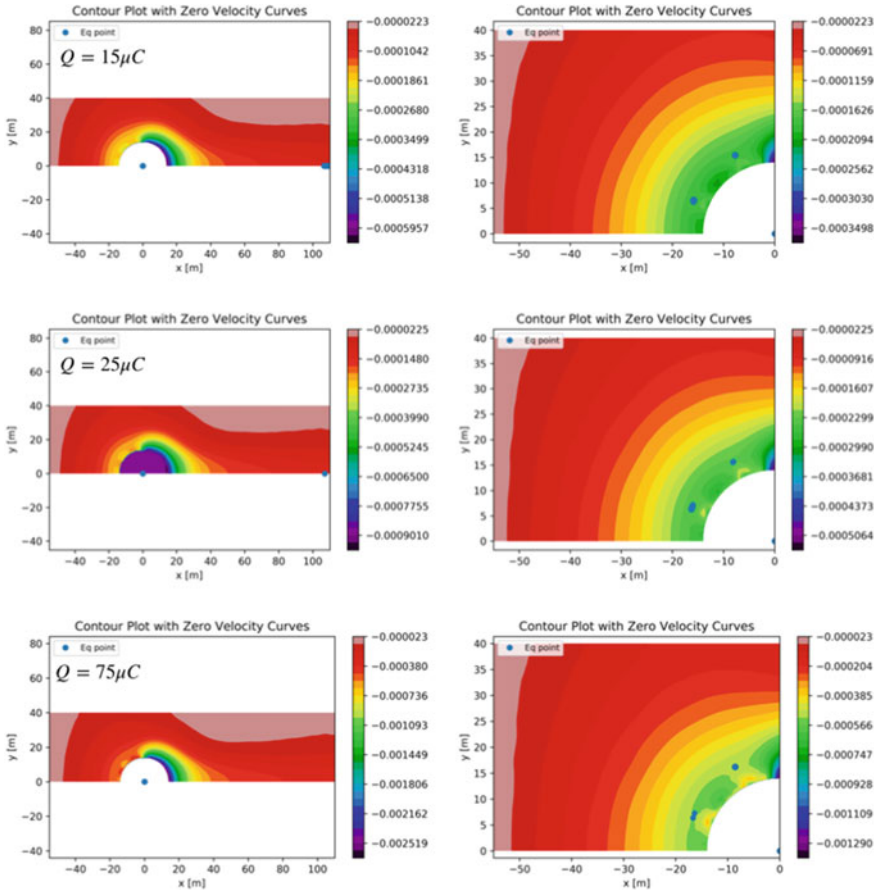 Contour Plot with Zero Velocity Curves
Eq point
Q = 15μC
y [m]
80
60
40
20
0
−20
−40
−40 −20 0 20 40 60 80 100
x [m]
−0.0000223
−0.0001042
−0.0001861
−0.0002680
−0.0003499
−0.0004318
−0.0005138
−0.0005957
Contour Plot with Zero Velocity Curves
Eq point
y [m]
40
35
30
25
20
15
10
5
0
−50 −40 −30 −20 −10 0
x [m]
−0.0000223
−0.0000691
−0.0001159
−0.0001626
−0.0002094
−0.0002562
−0.0003030
−0.0003498
Contour Plot with Zero Velocity Curves
Eq point
Q = 25μC
y [m]
80
60
40
20
0
−20
−40
−40 −20 0 20 40 60 80 100
x [m]
−0.0000225
−0.0001480
−0.0002735
−0.0003990
−0.0005245
−0.0006500
−0.0007755
−0.0009010
Contour Plot with Zero Velocity Curves
Eq point
y [m]
40
35
30
25
20
15
10
5
0
−50 −40 −30 −20 −10 0
x [m]
−0.0000225
−0.0000916
−0.0001607
−0.0002299
−0.0002990
−0.0003681
−0.0004373
−0.0005064
Contour Plot with Zero Velocity Curves
Eq point
Q = 75μC
y [m]
80
60
40
20
0
−20
−40
−40 −20 0 20 40 60 80 100
x [m]
−0.000023
−0.000380
−0.000736
−0.001093
−0.001449
−0.001806
−0.002162
−0.002519
Contour Plot with Zero Velocity Curves
Eq point
y [m]
40
35
30
25
20
15
10
5
0
−50 −40 −30 −20 −10 0
x [m]
−0.000023
−0.000204
−0.000385
−0.000566
−0.000747
−0.000928
−0.001109
−0.001290